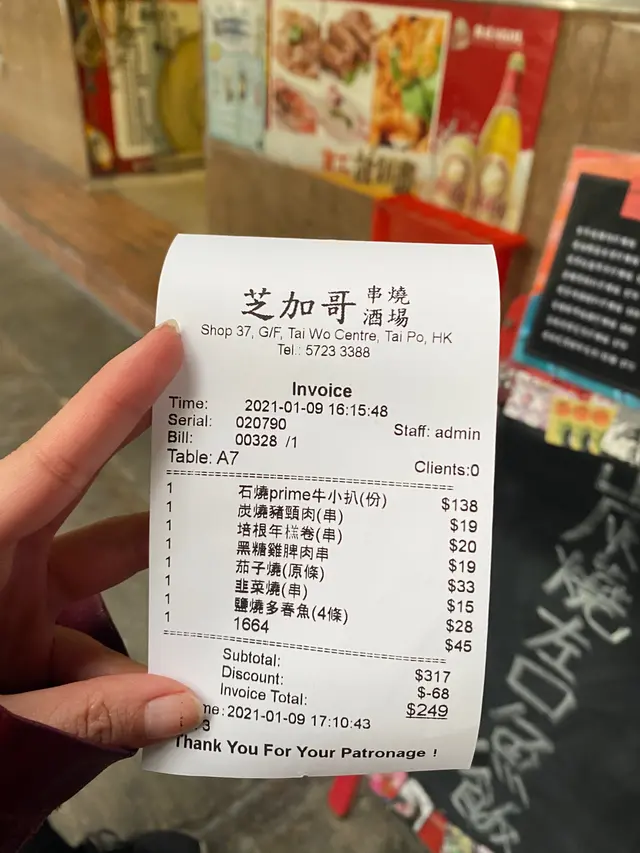 芝加哥 串燒酒場
Shop 37, G/F, Tai Wo Centre, Tai Po, HK
Tel.: 5723 3388
Invoice
Time: 2021-01-09 16:15:48
Serial: 020790 Staff: admin
Bill: 00328 /1
Table: A7 Clients:0
1 石燒prime牛小扒(份) $138
1 炭燒豬頸肉(串) $19
1 培根年糕卷(串) $20
1 黑糖雞脾肉串 $19
1 茄子燒(原條) $33
1 韭菜燒(串) $15
1 鹽燒多春魚(4條) $28
1 1664 $45
Subtotal: $317
Discount: $-68
Invoice Total: $249
me:2021-01-09 17:10:43
3
Thank You For Your Patronage !